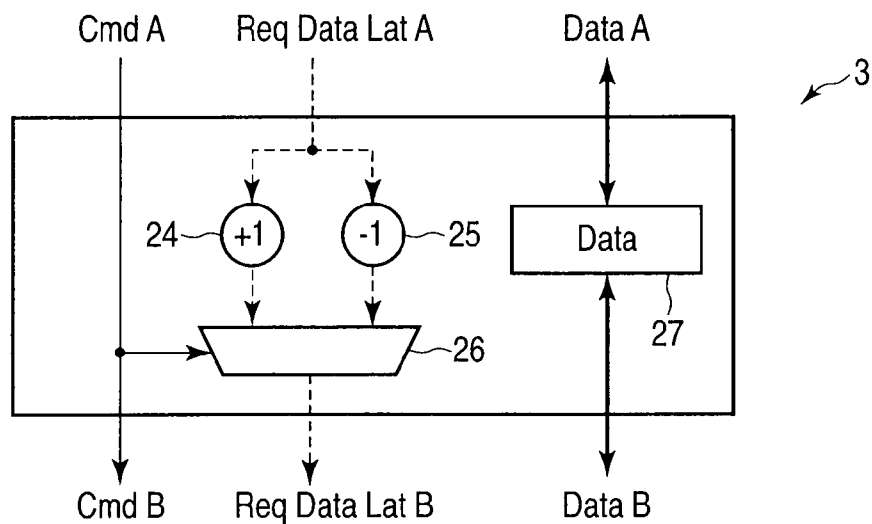 Cmd A Req Data Lat A Data A
3
24 +1 -1 25 Data
26 27
Cmd B Req Data Lat B Data B